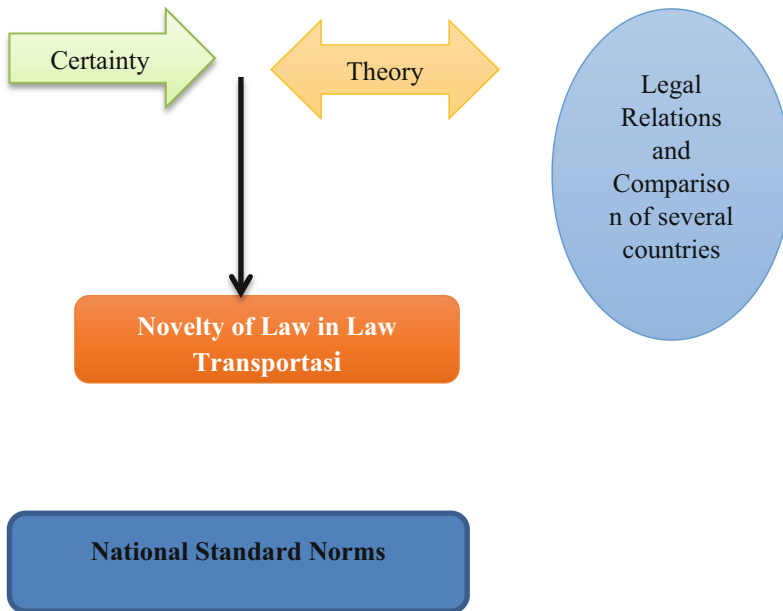 Certainty
Theory
Legal
Relations
and
Compariso
n of several
countries
Novelty of Law in Law
Transportasi
National Standard Norms